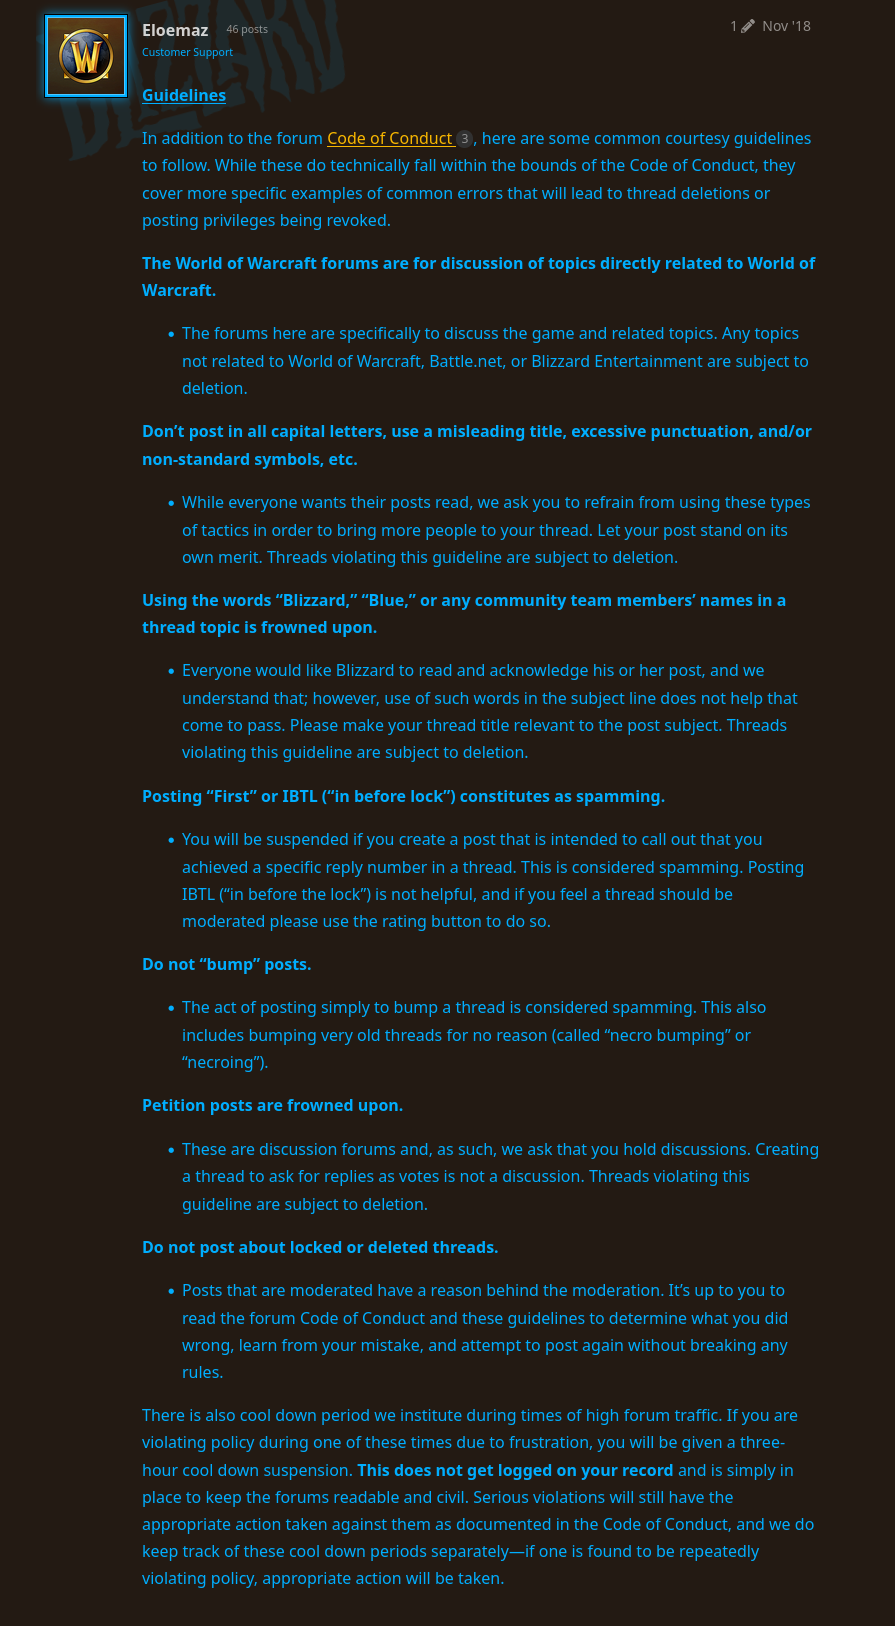 Eloemaz 46 posts 1 Nov '18
Customer Support
Guidelines
In addition to the forum Code of Conduct 3, here are some common courtesy guidelines
to follow. While these do technically fall within the bounds of the Code of Conduct, they
cover more specific examples of common errors that will lead to thread deletions or
posting privileges being revoked.
The World of Warcraft forums are for discussion of topics directly related to World of
Warcraft.
• The forums here are specifically to discuss the game and related topics. Any topics
not related to World of Warcraft, Battle.net, or Blizzard Entertainment are subject to
deletion.
Don’t post in all capital letters, use a misleading title, excessive punctuation, and/or
non-standard symbols, etc.
• While everyone wants their posts read, we ask you to refrain from using these types
of tactics in order to bring more people to your thread. Let your post stand on its
own merit. Threads violating this guideline are subject to deletion.
Using the words “Blizzard,” “Blue,” or any community team members’ names in a
thread topic is frowned upon.
• Everyone would like Blizzard to read and acknowledge his or her post, and we
understand that; however, use of such words in the subject line does not help that
come to pass. Please make your thread title relevant to the post subject. Threads
violating this guideline are subject to deletion.
Posting “First” or IBTL (“in before lock”) constitutes as spamming.
• You will be suspended if you create a post that is intended to call out that you
achieved a specific reply number in a thread. This is considered spamming. Posting
IBTL (“in before the lock”) is not helpful, and if you feel a thread should be
moderated please use the rating button to do so.
Do not “bump” posts.
• The act of posting simply to bump a thread is considered spamming. This also
includes bumping very old threads for no reason (called “necro bumping” or
“necroing”).
Petition posts are frowned upon.
• These are discussion forums and, as such, we ask that you hold discussions. Creating
a thread to ask for replies as votes is not a discussion. Threads violating this
guideline are subject to deletion.
Do not post about locked or deleted threads.
• Posts that are moderated have a reason behind the moderation. It’s up to you to
read the forum Code of Conduct and these guidelines to determine what you did
wrong, learn from your mistake, and attempt to post again without breaking any
rules.
There is also cool down period we institute during times of high forum traffic. If you are
violating policy during one of these times due to frustration, you will be given a three-
hour cool down suspension. This does not get logged on your record and is simply in
place to keep the forums readable and civil. Serious violations will still have the
appropriate action taken against them as documented in the Code of Conduct, and we do
keep track of these cool down periods separately—if one is found to be repeatedly
violating policy, appropriate action will be taken.
BLIZZARD
W